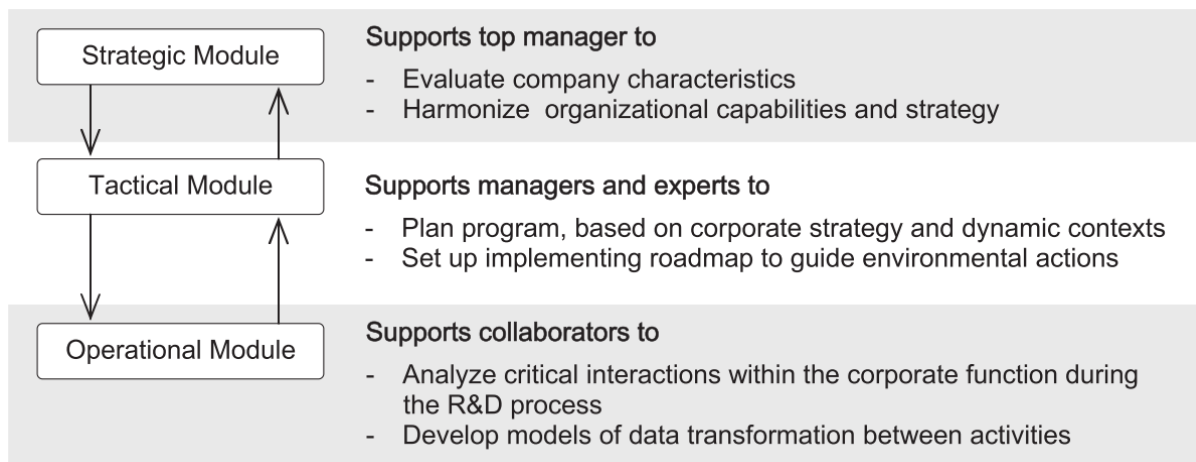 Strategic Module
Supports top manager to
- Evaluate company characteristics
- Harmonize organizational capabilities and strategy
Tactical Module
Supports managers and experts to
- Plan program, based on corporate strategy and dynamic contexts
- Set up implementing roadmap to guide environmental actions
Operational Module
Supports collaborators to
- Analyze critical interactions within the corporate function during
the R&D process
- Develop models of data transformation between activities